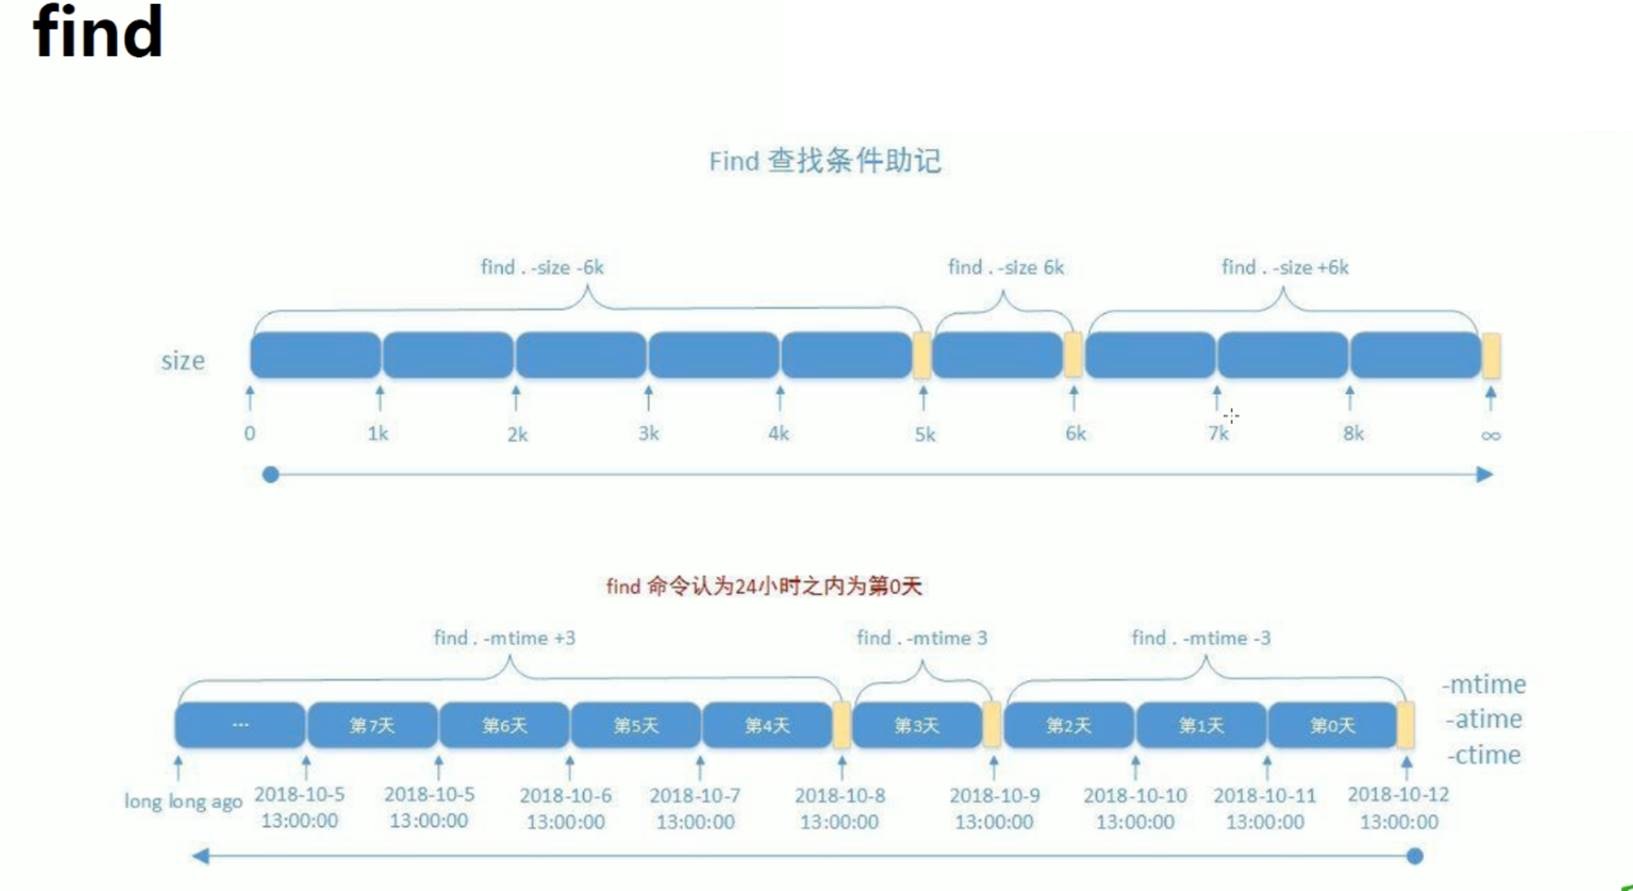 find
Find 查找条件助记
find . -size -6k
find . -size 6k
find . -size +6k
size
0
1k
2k
3k
4k
5k
6k
7k
8k
∞
find 命令认为24小时之内为第0天
find . -mtime +3
find . -mtime 3
find . -mtime -3
...
第7天
第6天
第5天
第4天
第3天
第2天
第1天
第0天
-mtime
-atime
-ctime
long long ago
2018-10-5
13:00:00
2018-10-5
13:00:00
2018-10-6
13:00:00
2018-10-7
13:00:00
2018-10-8
13:00:00
2018-10-9
13:00:00
2018-10-10
13:00:00
2018-10-11
13:00:00
2018-10-12
13:00:00